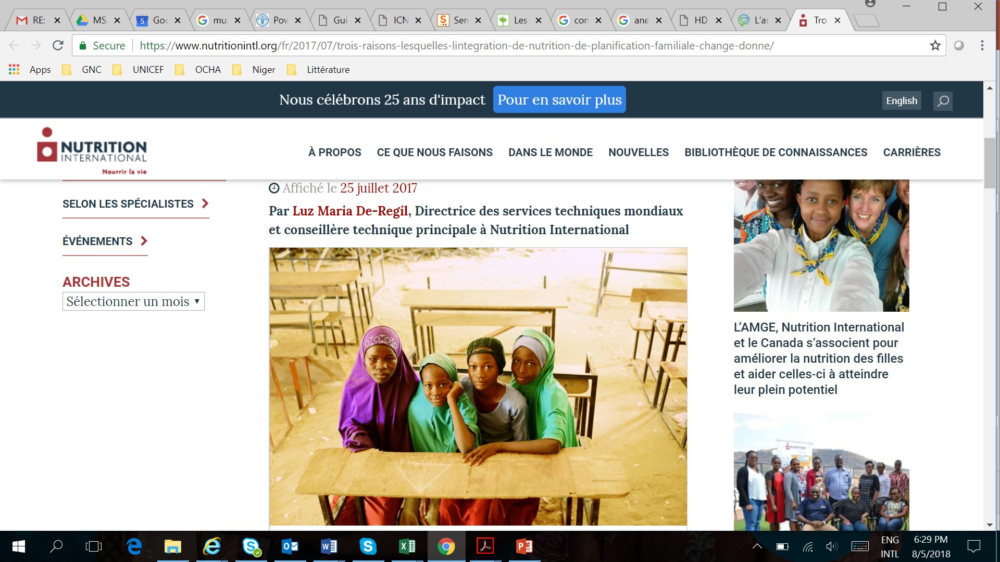 RE:
MS
Goo
mul
Pow
Gui
ICN
Sen
Les
con
ane
HD
L'a
Tro
Secure
https://www.nutritionintl.org/fr/2017/07/trois-raisons-lesquelles-lintegration-de-nutrition-de-planification-familiale-change-donne/
Apps GNC UNICEF OCHA Niger Littérature
Nous célébrons 25 ans d'impact Pour en savoir plus English
NUTRITION
INTERNATIONAL
Nourrir la vie
À PROPOS CE QUE NOUS FAISONS DANS LE MONDE NOUVELLES BIBLIOTHÈQUE DE CONNAISSANCES CARRIÈRES
SELON LES SPÉCIALISTES
ÉVÉNEMENTS
ARCHIVES
Sélectionner un mois
Affiché le 25 juillet 2017
Par Luz Maria De-Regil, Directrice des services techniques mondiaux
et conseillère technique principale à Nutrition International
L'AMGE, Nutrition International
et le Canada s'associent pour
améliorer la nutrition des filles
et aider celles-ci à atteindre
leur plein potentiel
NUTRITION
ENG
INTL
6:29 PM
8/5/2018